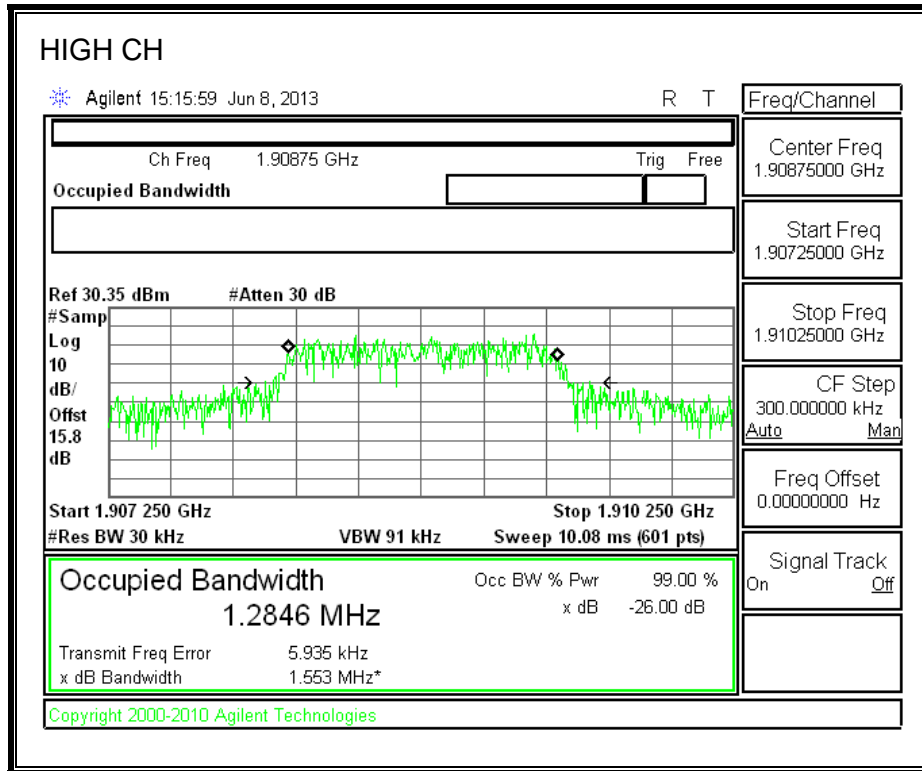 HIGH CH
Agilent 15:15:59 Jun 8, 2013 R T
Freq/Channel
Ch Freq 1.90875 GHz Trig Free
Occupied Bandwidth
Center Freq
1.90875000 GHz
Start Freq
1.90725000 GHz
Stop Freq
1.91025000 GHz
CF Step
300.000000 kHz
Auto Man
Freq Offset
0.00000000 Hz
Signal Track
On Off
Ref 30.35 dBm #Atten 30 dB
#Samp
Log
10
dB/
Offst
15.8
dB
Start 1.907 250 GHz Stop 1.910 250 GHz
#Res BW 30 kHz VBW 91 kHz Sweep 10.08 ms (601 pts)
Occupied Bandwidth
1.2846 MHz
Occ BW % Pwr 99.00 %
x dB -26.00 dB
Transmit Freq Error 5.935 kHz
x dB Bandwidth 1.553 MHz*
Copyright 2000-2010 Agilent Technologies